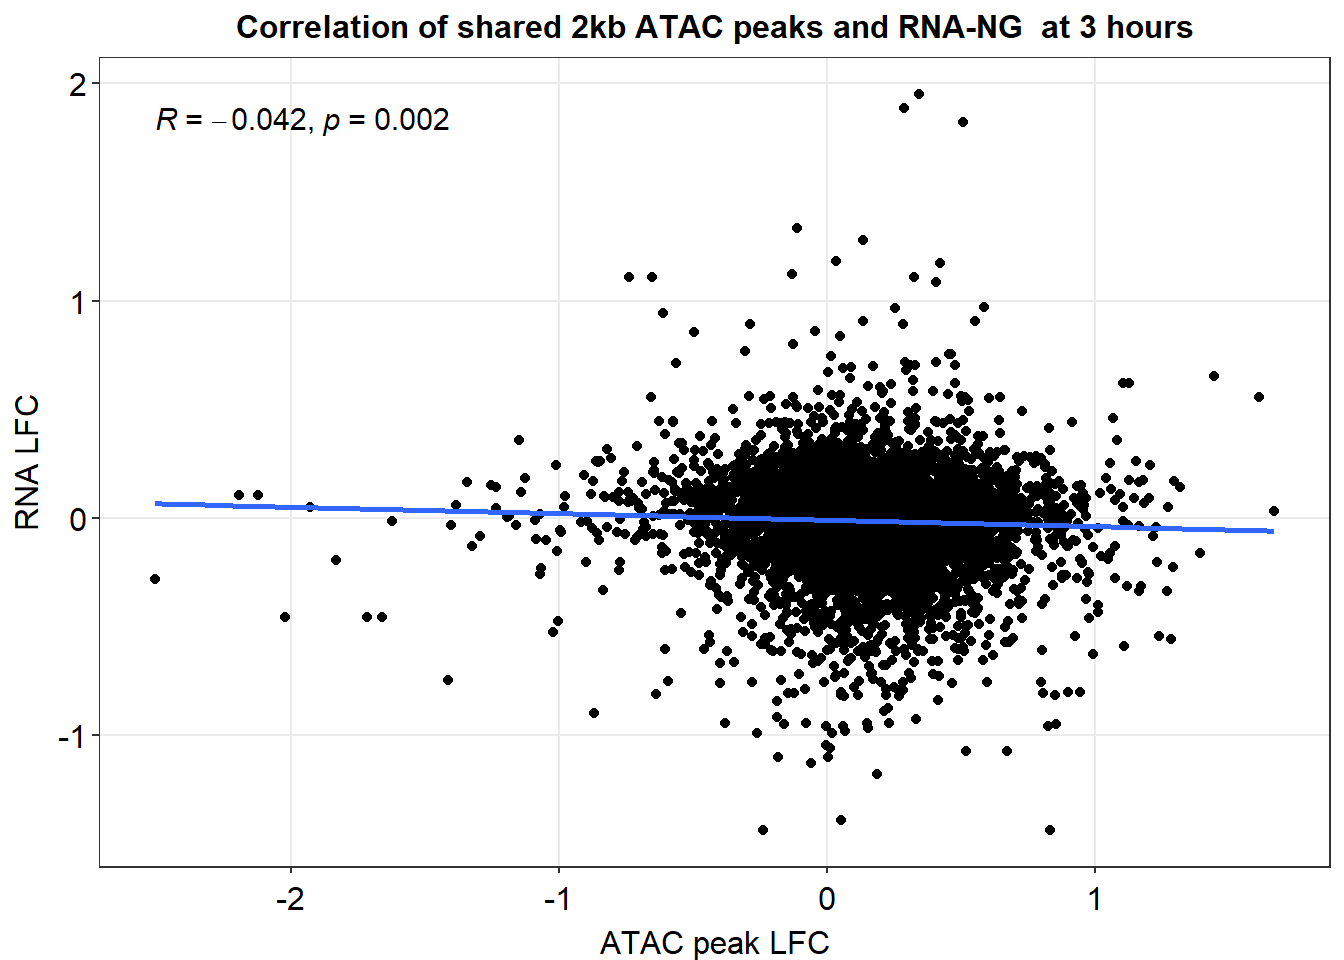 Correlation of shared 2kb ATAC peaks and RNA-NG  at 3 hours
R = −0.042, p = 0.002
2
1
0
-1
RNA LFC
-2
-1
0
1
ATAC peak LFC